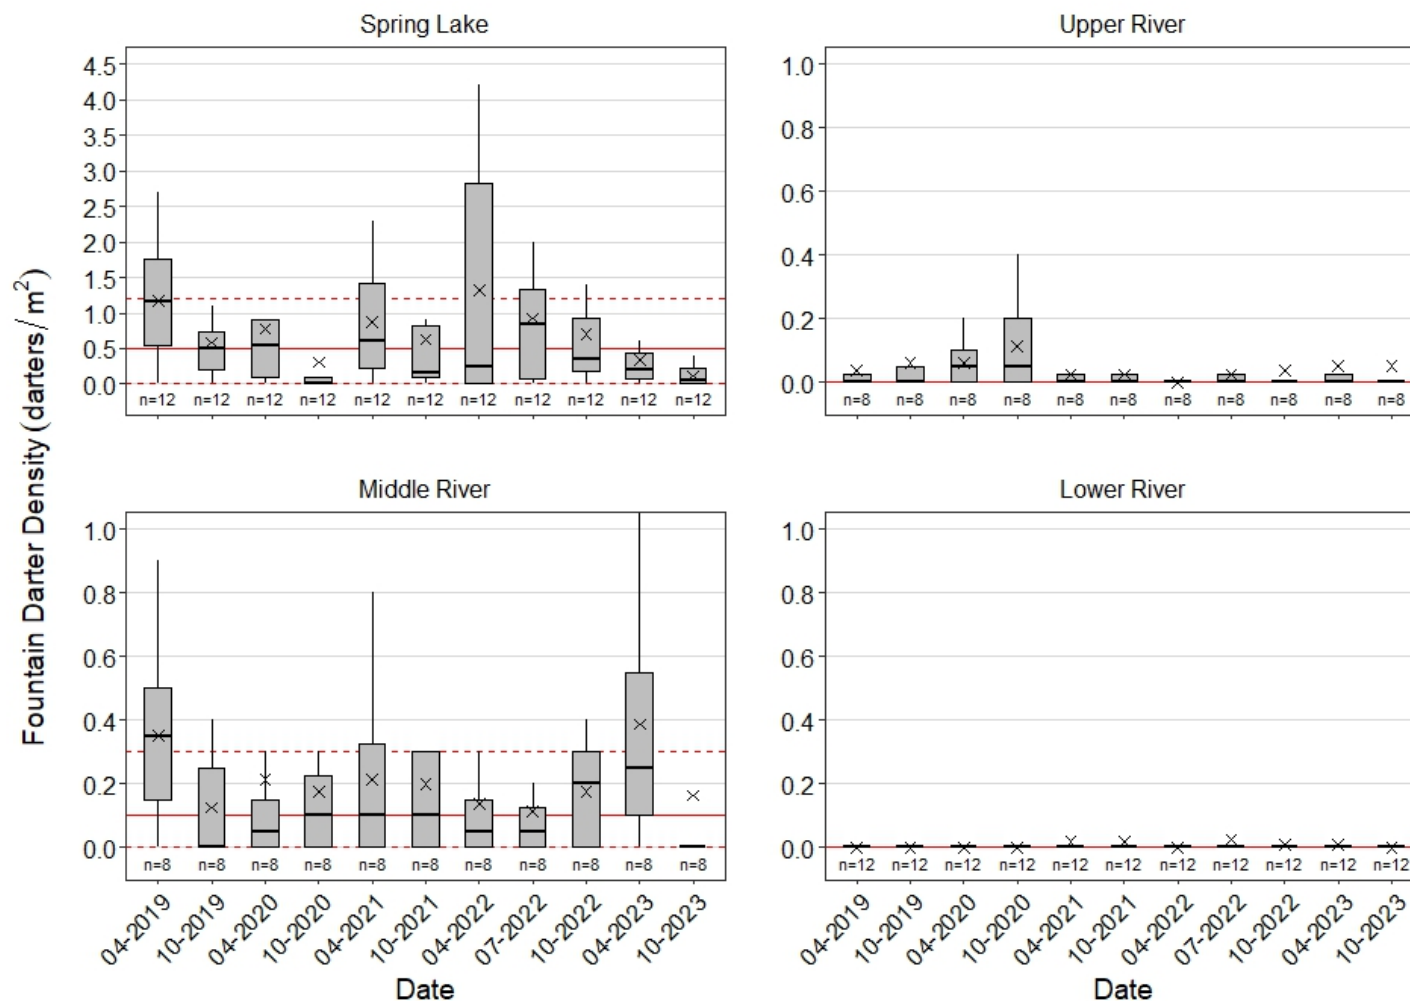 Spring Lake
Upper River
4.5
4.0
3.5
3.0
2.5
2.0
1.5
1.0
0.5
0.0
n=12 n=12 n=12 n=12 n=12 n=12 n=12 n=12 n=12 n=12 n=12
1.0
0.8
0.6
0.4
0.2
0.0
n=8 n=8 n=8 n=8 n=8 n=8 n=8 n=8 n=8 n=8 n=8
Fountain Darter Density (darters/ m²)
Middle River
Lower River
1.0
0.8
0.6
0.4
0.2
0.0
n=8 n=8 n=8 n=8 n=8 n=8 n=8 n=8 n=8 n=8 n=8
04-2019 10-2019 04-2020 10-2020 04-2021 10-2021 04-2022 07-2022 10-2022 04-2023 10-2023
Date
1.0
0.8
0.6
0.4
0.2
0.0
n=12 n=12 n=12 n=12 n=12 n=12 n=12 n=12 n=12 n=12 n=12
04-2019 10-2019 04-2020 10-2020 04-2021 10-2021 04-2022 07-2022 10-2022 04-2023 10-2023
Date